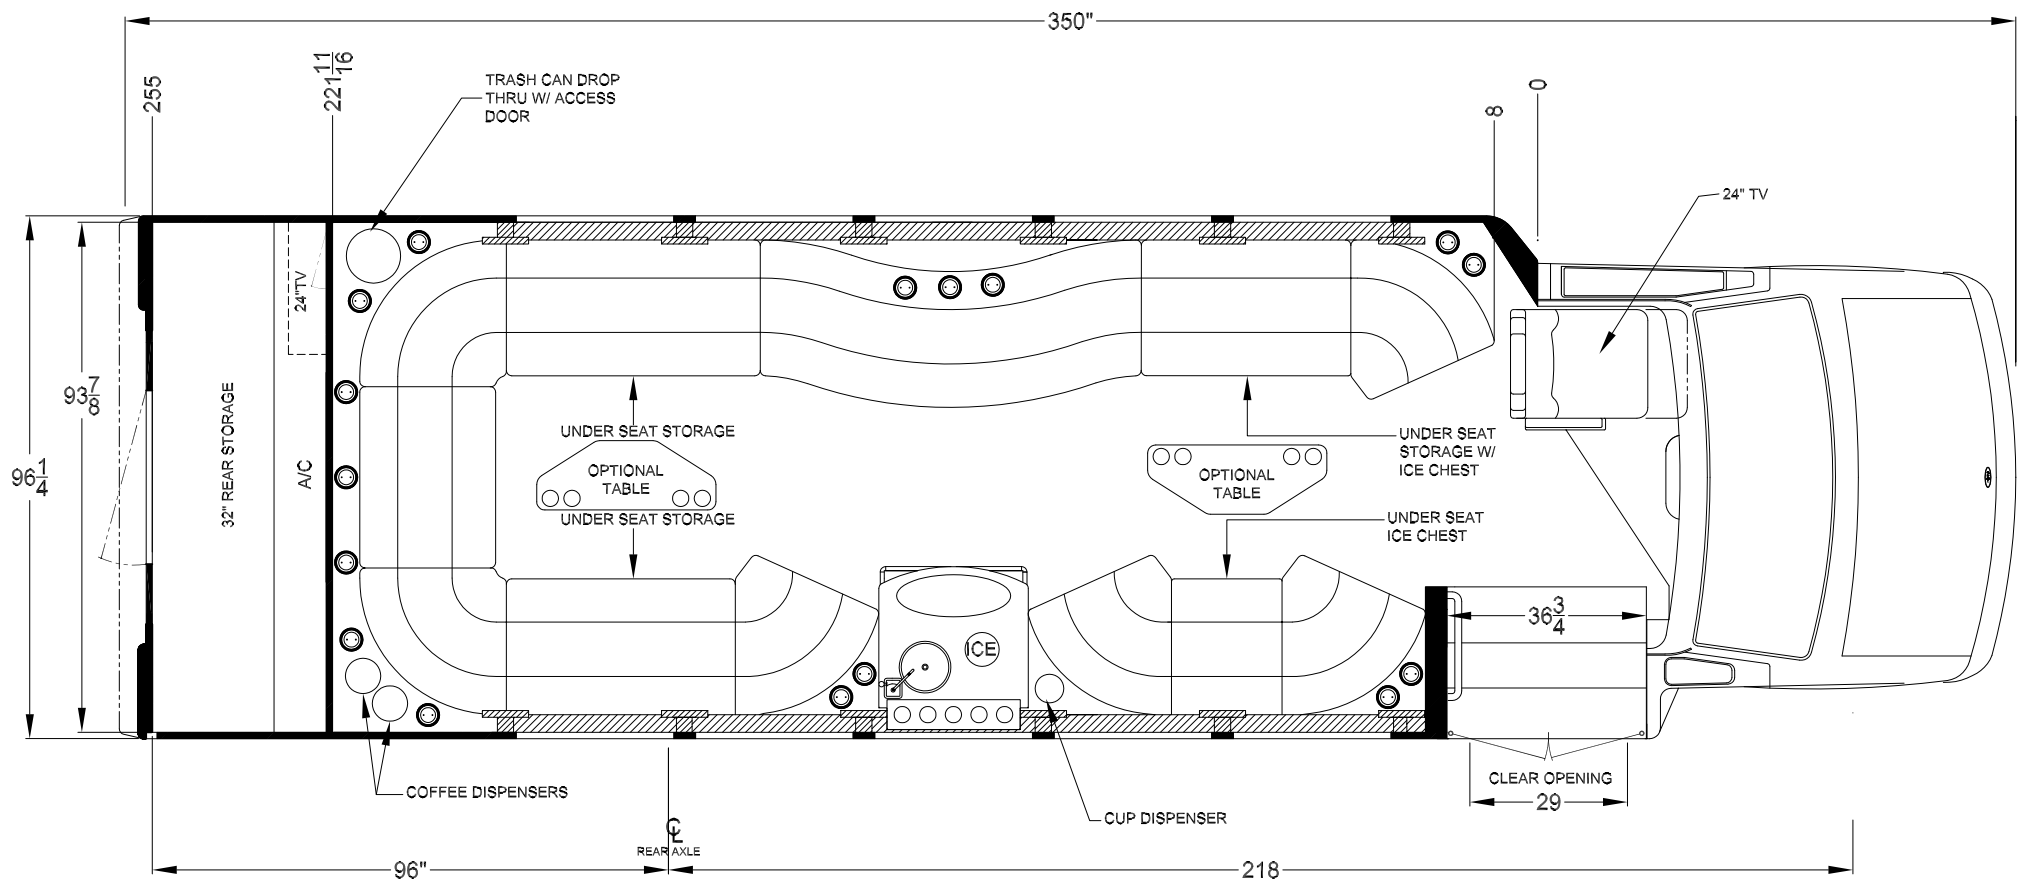 350"
255
221 11/16
TRASH CAN DROP
THRU W/ ACCESS
DOOR
8
0
24" TV
24"TV
93 7/8
96 1/4
32" REAR STORAGE
A/C
UNDER SEAT STORAGE
OPTIONAL
TABLE
UNDER SEAT STORAGE
UNDER SEAT
STORAGE W/
ICE CHEST
OPTIONAL
TABLE
UNDER SEAT
ICE CHEST
ICE
36 3/4
COFFEE DISPENSERS
CLEAR OPENING
29
CUP DISPENSER
CL
REAR AXLE
96"
218